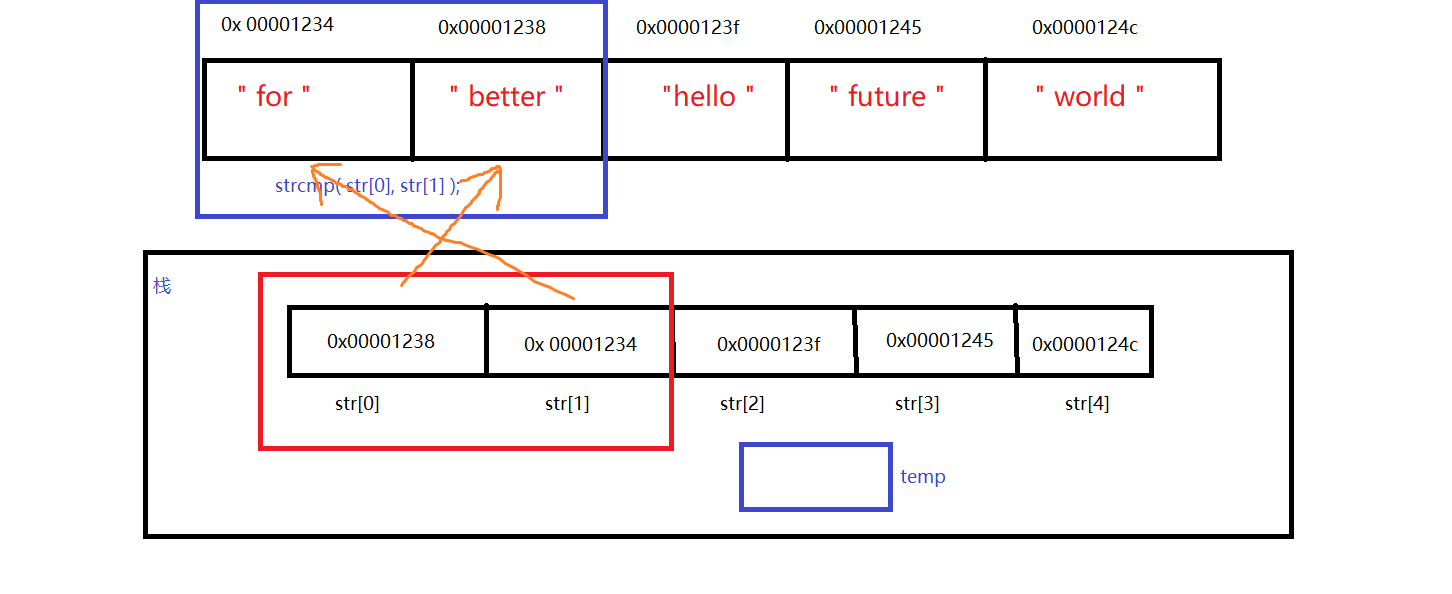 0x 00001234 0x00001238 0x0000123f 0x00001245 0x0000124c
" for " " better " "hello " " future " " world "
strcmp( str[0], str[1] );
栈
0x00001238 0x 00001234 0x0000123f 0x00001245 0x0000124c
str[0] str[1] str[2] str[3] str[4]
temp